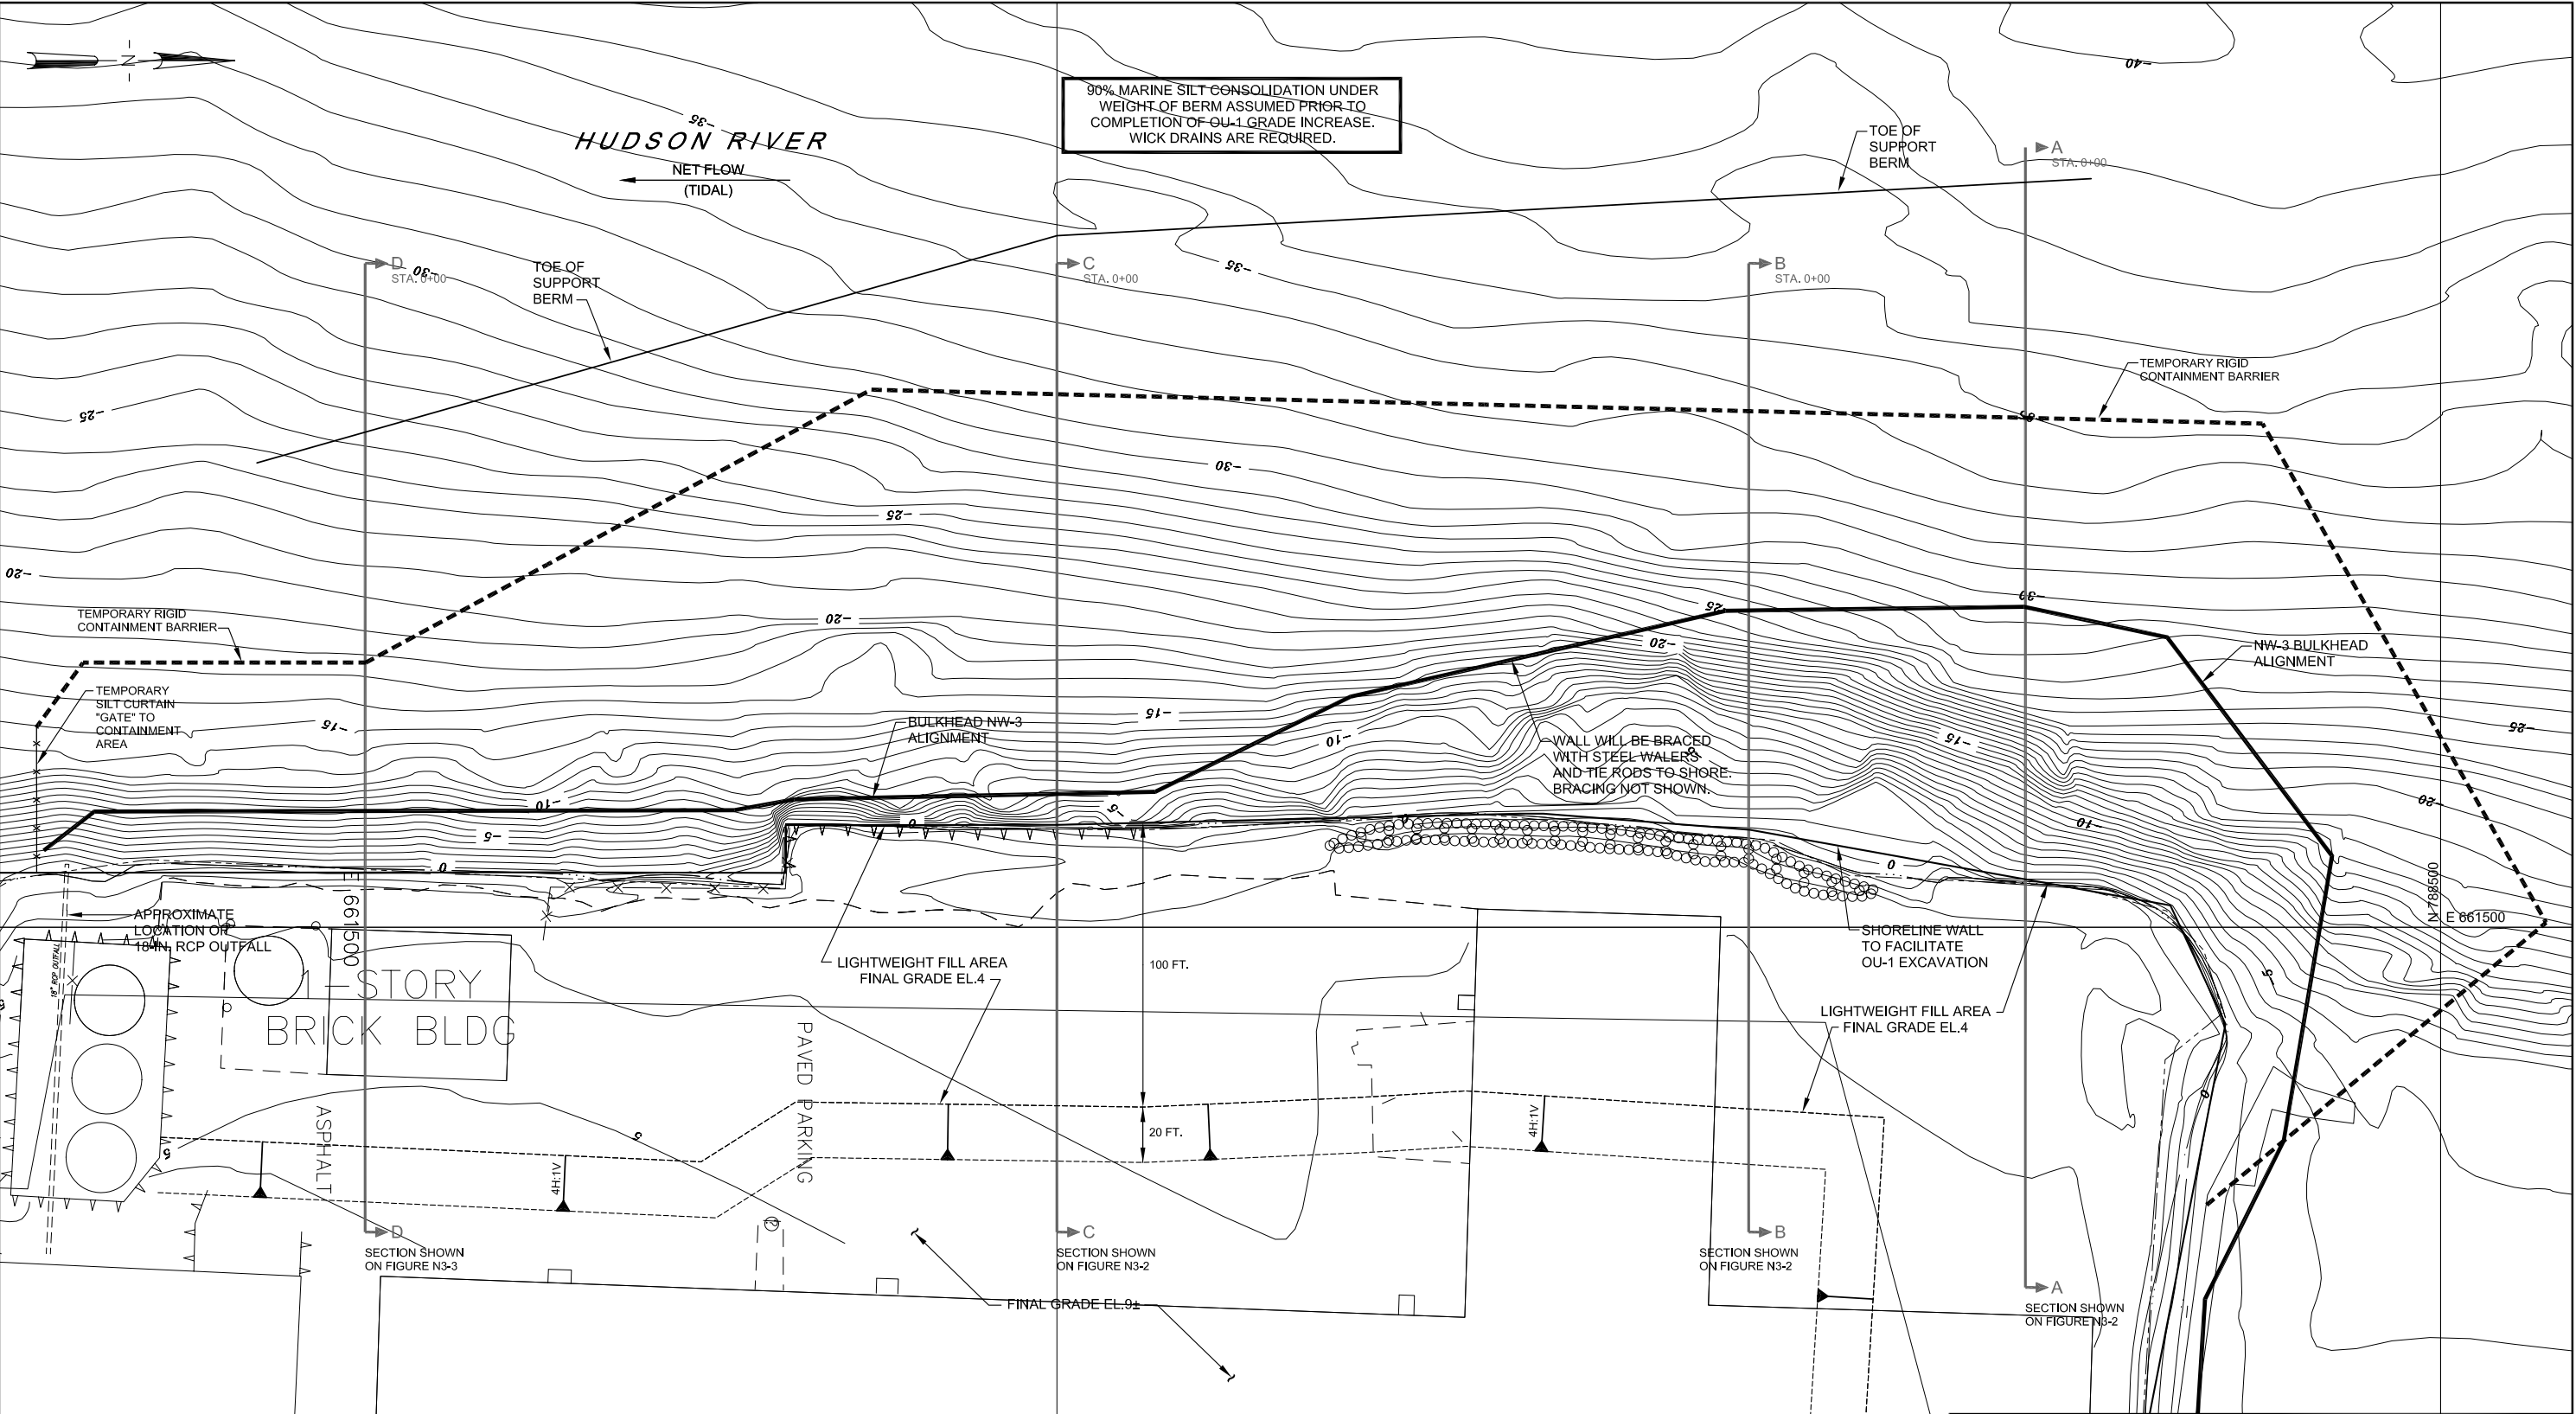 N
HUDSON RIVER
NET FLOW
(TIDAL)
90% MARINE SILT CONSOLIDATION UNDER
WEIGHT OF BERM ASSUMED PRIOR TO
COMPLETION OF OU-1 GRADE INCREASE.
WICK DRAINS ARE REQUIRED.
-40
-35
TOE OF
SUPPORT
BERM
A
STA. 0+00
D
STA. 0+00
-30
TOE OF
SUPPORT
BERM
C
STA. 0+00
-35
B
STA. 0+00
TEMPORARY RIGID
CONTAINMENT BARRIER
-25
-30
-25
-20
TEMPORARY RIGID
CONTAINMENT BARRIER
-20
-30
-20
NW-3 BULKHEAD
ALIGNMENT
TEMPORARY
SILT CURTAIN
"GATE" TO
CONTAINMENT
AREA
-15
BULKHEAD NW-3
ALIGNMENT
-15
-10
WALL WILL BE BRACED
WITH STEEL WALERS
AND TIE RODS TO SHORE.
BRACING NOT SHOWN.
-15
-25
-10
-5
-20
10
0
0
0
0
APPROXIMATE
LOCATION OF
18-IN. RCP OUTFALL
18" RCP OUTFALL
E 661500
1-STORY
BRICK BLDG
LIGHTWEIGHT FILL AREA
FINAL GRADE EL.4
100 FT.
SHORELINE WALL
TO FACILITATE
OU-1 EXCAVATION
N 788500
E 661500
-5
LIGHTWEIGHT FILL AREA
FINAL GRADE EL.4
PAVED PARKING
ASPHALT
20 FT.
4H:1V
4H:1V
5
5
0
D
SECTION SHOWN
ON FIGURE N3-3
C
SECTION SHOWN
ON FIGURE N3-2
B
SECTION SHOWN
ON FIGURE N3-2
A
SECTION SHOWN
ON FIGURE N3-2
FINAL GRADE EL.9±